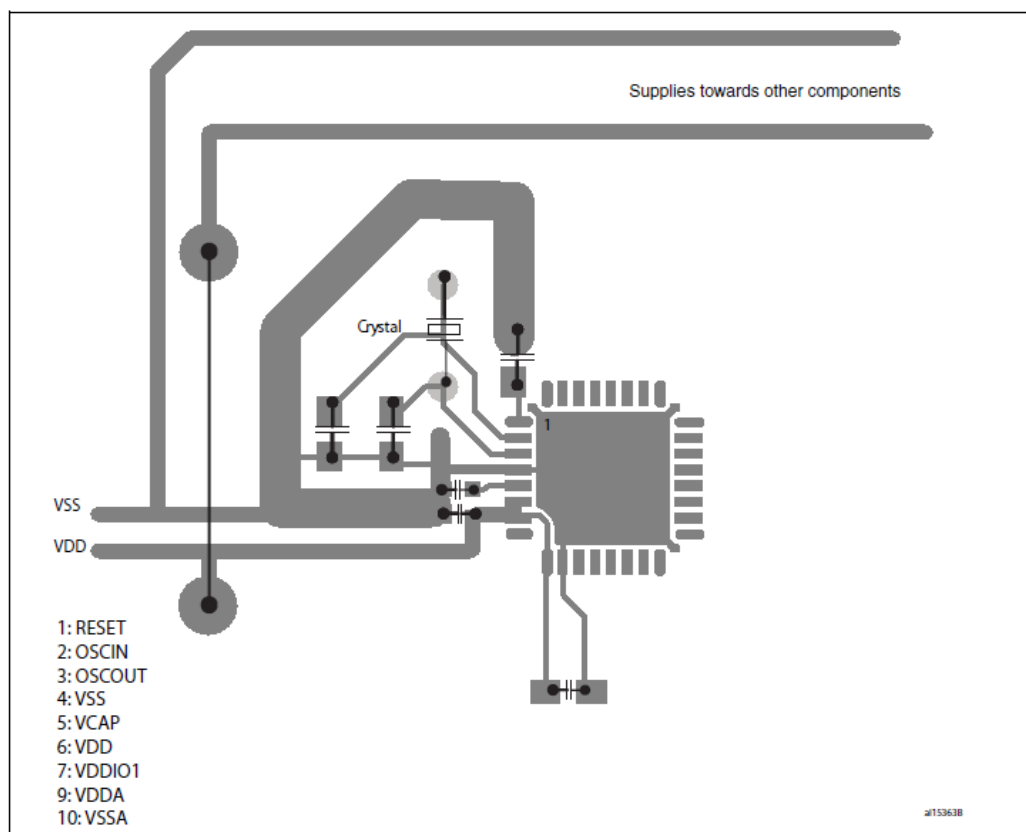 Supplies towards other components
Crystal
1
VSS
VDD
1: RESET
2: OSCIN
3: OSCOUT
4: VSS
5: VCAP
6: VDD
7: VDDIO1
9: VDDA
10: VSSA
ai15363B